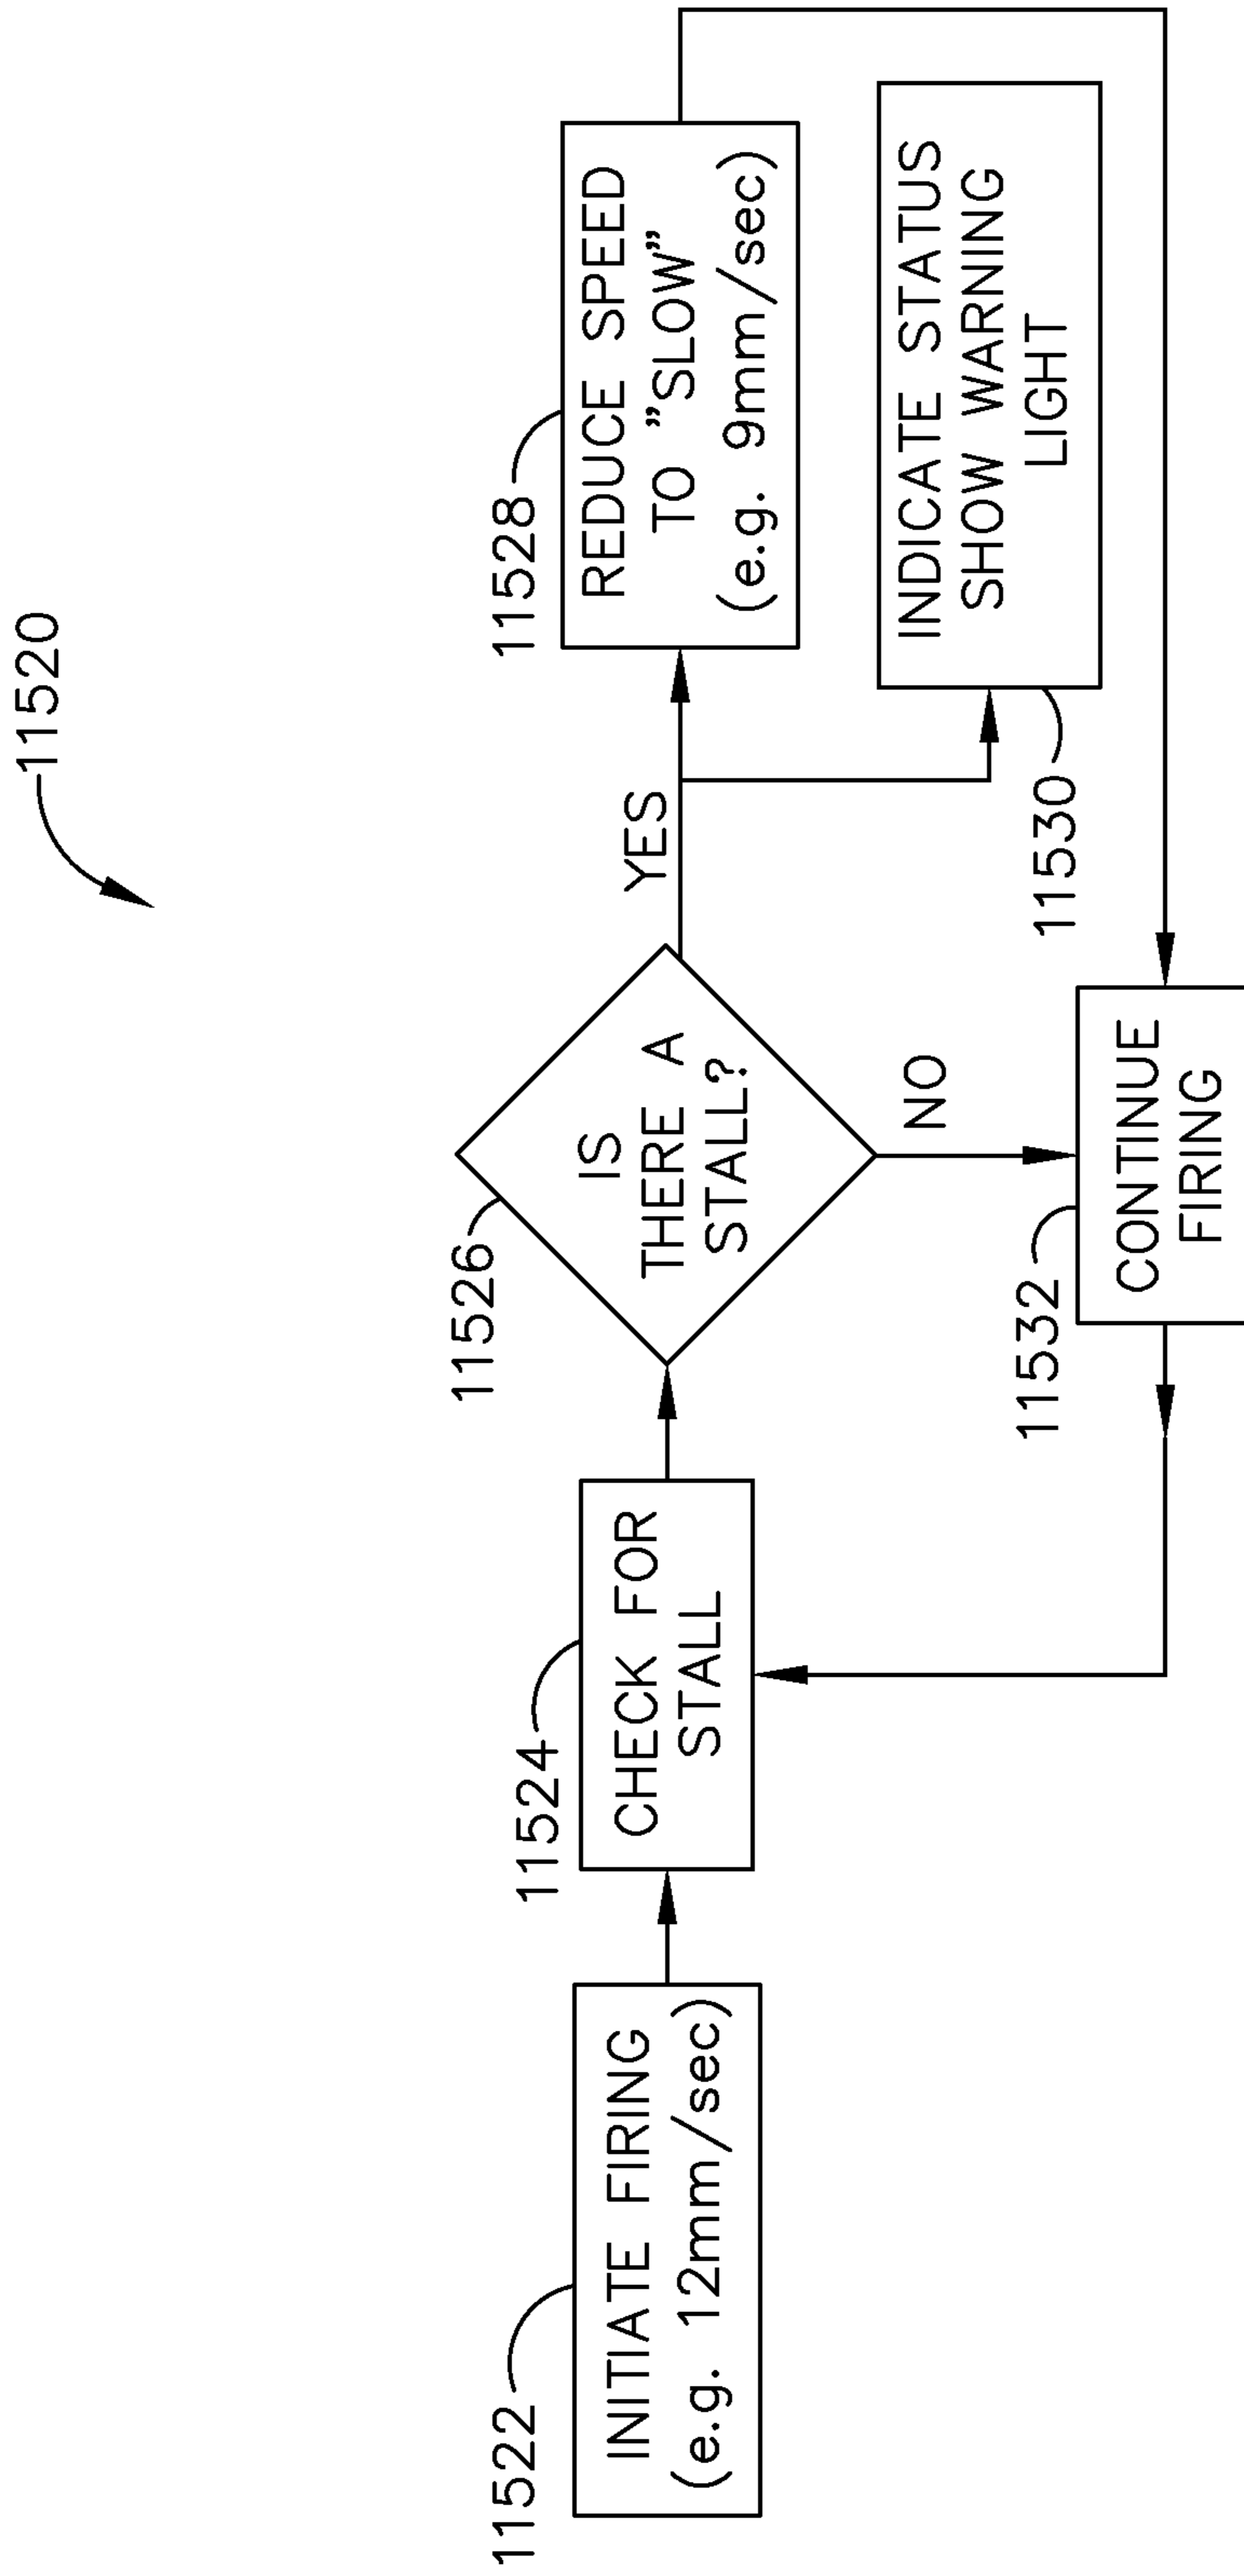 11520
11522
INITIATE FIRING
(e.g. 12mm/sec)
11524
CHECK FOR
STALL
11526
IS
THERE A
STALL?
YES
NO
11528
REDUCE SPEED
TO "SLOW"
(e.g. 9mm/sec)
11530
INDICATE STATUS
SHOW WARNING
LIGHT
11532
CONTINUE
FIRING